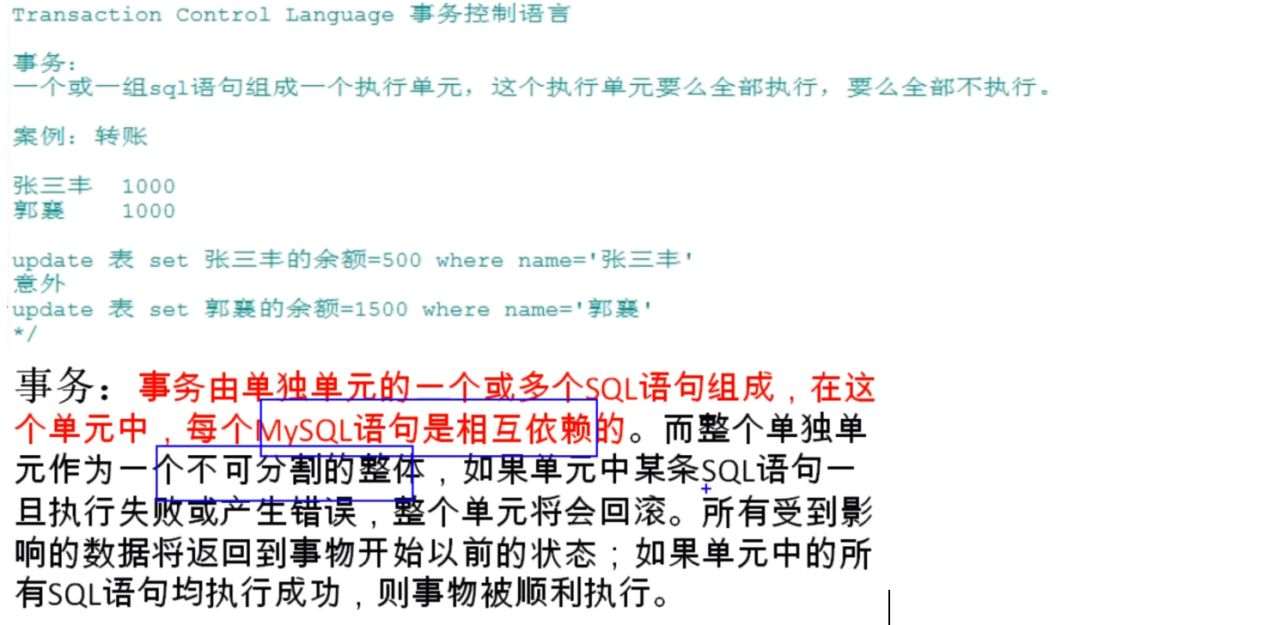 Transaction Control Language 事务控制语言
事务：
一个或一组sql语句组成一个执行单元，这个执行单元要么全部执行，要么全部不执行。
案例：转账
张三丰 1000
郭襄 1000
update 表 set 张三丰的余额=500 where name='张三丰'
意外
update 表 set 郭襄的余额=1500 where name='郭襄'
*/
事务：事务由单独单元的一个或多个SQL语句组成，在这
个单元中，每个MySQL语句是相互依赖的。而整个单独单
元作为一个不可分割的整体，如果单元中某条SQL语句一
旦执行失败或产生错误，整个单元将会回滚。所有受到影
响的数据将返回到事物开始以前的状态；如果单元中的所
有SQL语句均执行成功，则事物被顺利执行。